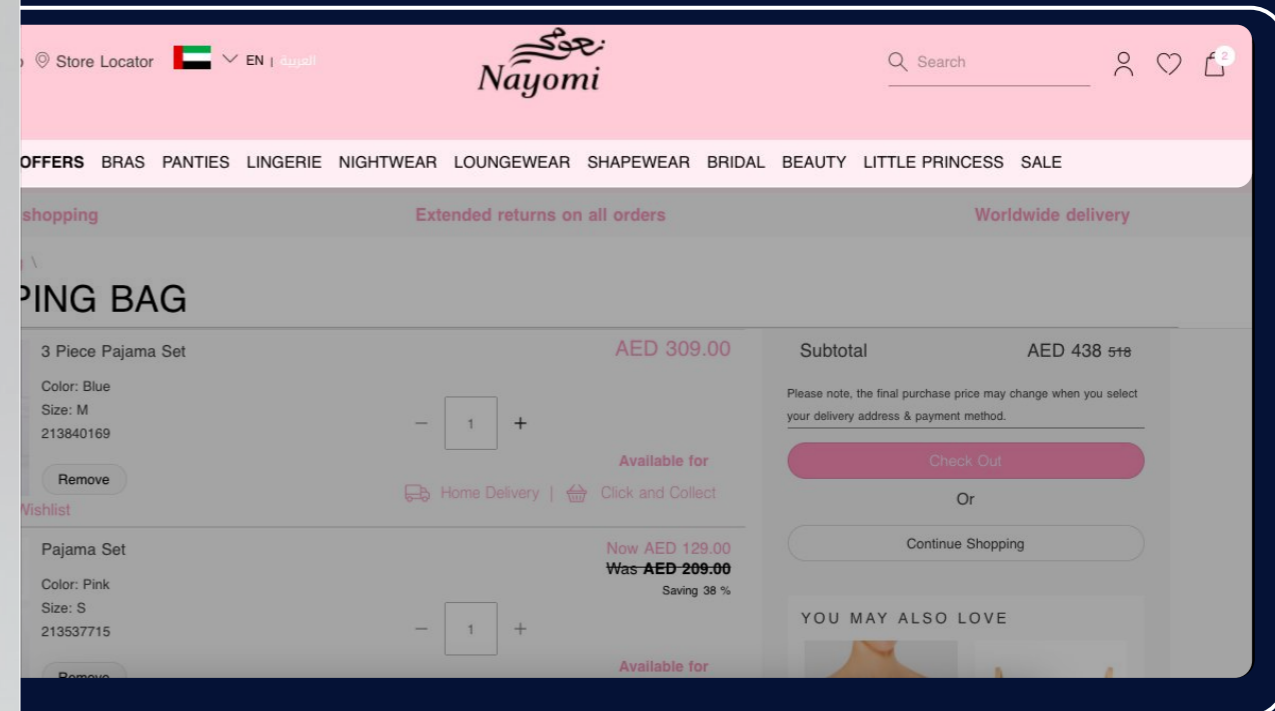 Store Locator
EN | العربية
نعومي
Nayomi
Search
2
OFFERS BRAS PANTIES LINGERIE NIGHTWEAR LOUNGEWEAR SHAPEWEAR BRIDAL BEAUTY LITTLE PRINCESS SALE
shopping
Extended returns on all orders
Worldwide delivery
\
PING BAG
3 Piece Pajama Set
AED 309.00
Color: Blue
Size: M
213840169
− 1 +
Remove
Available for
Home Delivery | Click and Collect
Wishlist
Pajama Set
Now AED 129.00
Was AED 209.00
Saving 38 %
Color: Pink
Size: S
213537715
− 1 +
Remove
Available for
Subtotal
AED 438 518
Please note, the final purchase price may change when you select
your delivery address & payment method.
Check Out
Or
Continue Shopping
YOU MAY ALSO LOVE